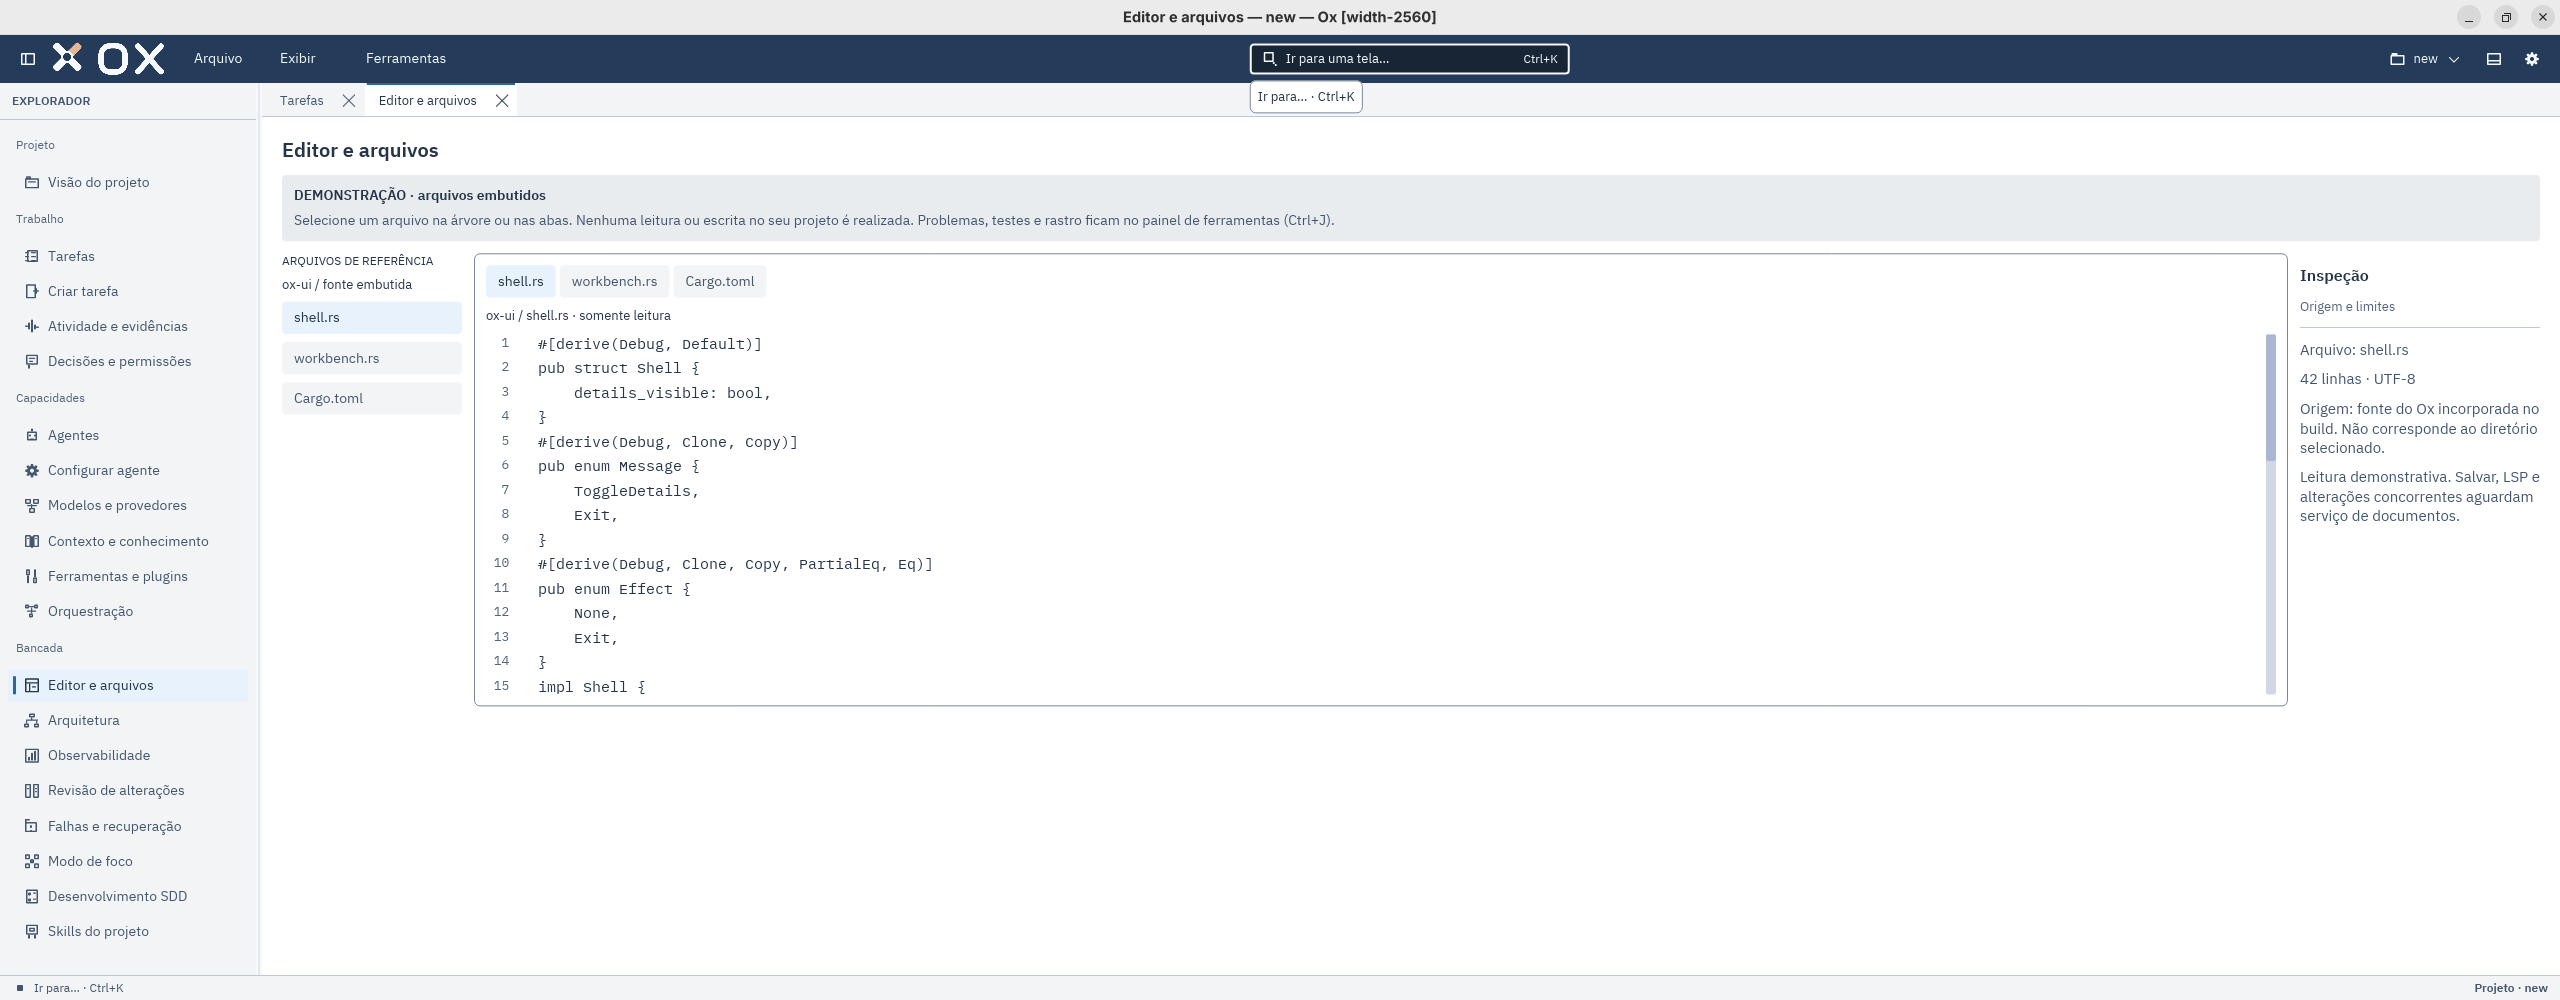 Editor e arquivos — new — Ox [width-2560]
OX
Arquivo
Exibir
Ferramentas
Ir para uma tela...
Ctrl+K
new
EXPLORADOR
Tarefas
Editor e arquivos
Ir para... · Ctrl+K
Projeto
Visão do projeto
Trabalho
Tarefas
Criar tarefa
Atividade e evidências
Decisões e permissões
Capacidades
Agentes
Configurar agente
Modelos e provedores
Contexto e conhecimento
Ferramentas e plugins
Orquestração
Bancada
Editor e arquivos
Arquitetura
Observabilidade
Revisão de alterações
Falhas e recuperação
Modo de foco
Desenvolvimento SDD
Skills do projeto
Editor e arquivos
DEMONSTRAÇÃO · arquivos embutidos
Selecione um arquivo na árvore ou nas abas. Nenhuma leitura ou escrita no seu projeto é realizada. Problemas, testes e rastro ficam no painel de ferramentas (Ctrl+J).
ARQUIVOS DE REFERÊNCIA
ox-ui / fonte embutida
shell.rs
workbench.rs
Cargo.toml
shell.rs
workbench.rs
Cargo.toml
ox-ui / shell.rs · somente leitura
1 #[derive(Debug, Default)]
2 pub struct Shell {
3     details_visible: bool,
4 }
5 #[derive(Debug, Clone, Copy)]
6 pub enum Message {
7     ToggleDetails,
8     Exit,
9 }
10 #[derive(Debug, Clone, Copy, PartialEq, Eq)]
11 pub enum Effect {
12     None,
13     Exit,
14 }
15 impl Shell {
Inspeção
Origem e limites
Arquivo: shell.rs
42 linhas · UTF-8
Origem: fonte do Ox incorporada no
build. Não corresponde ao diretório
selecionado.
Leitura demonstrativa. Salvar, LSP e
alterações concorrentes aguardam
serviço de documentos.
Ir para... · Ctrl+K
Projeto · new